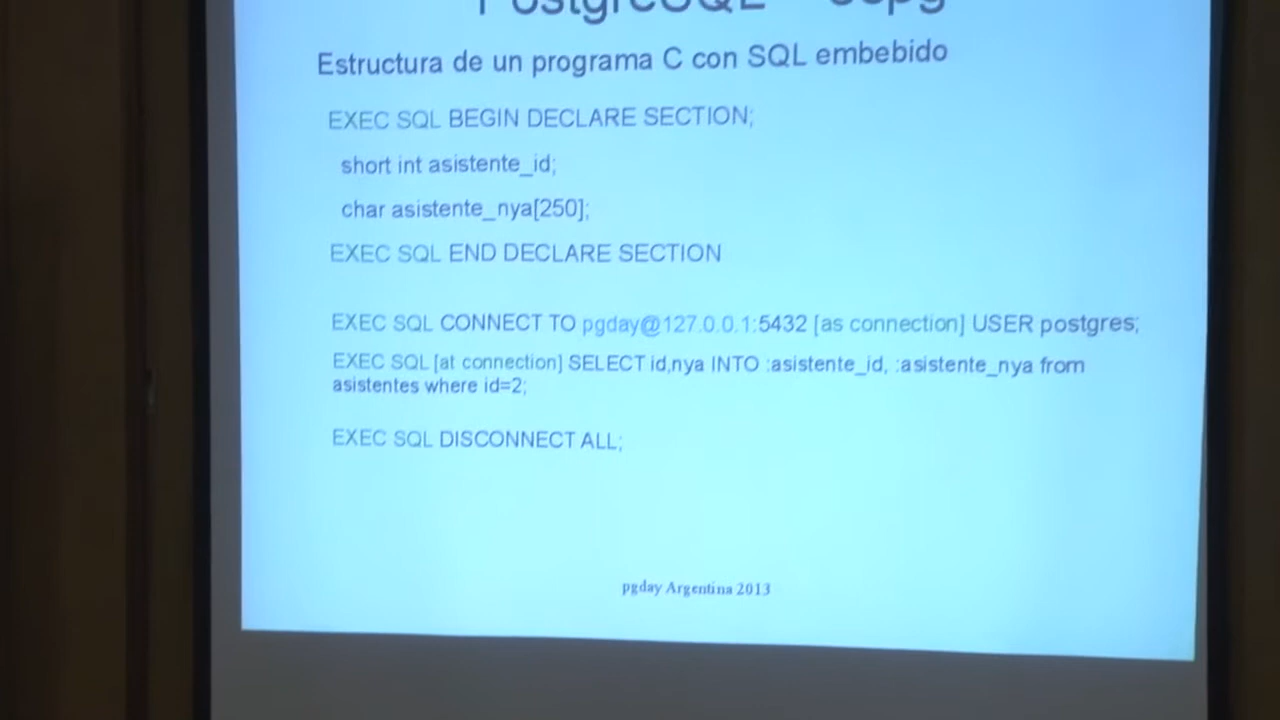 PostgreSQL - ecpg
Estructura de un programa C con SQL embebido
EXEC SQL BEGIN DECLARE SECTION;
short int asistente_id;
char asistente_nya[250];
EXEC SQL END DECLARE SECTION
EXEC SQL CONNECT TO pgday@127.0.0.1:5432 [as connection] USER postgres;
EXEC SQL [at connection] SELECT id,nya INTO :asistente_id, :asistente_nya from
asistentes where id=2;
EXEC SQL DISCONNECT ALL;
pgday Argentina 2013